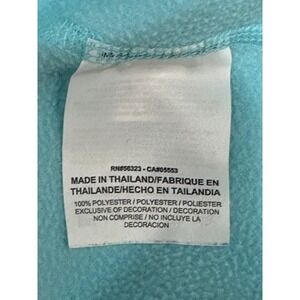 RN#56323 - CA#05553
MADE IN THAILAND/FABRIQUE EN
THAILANDE/HECHO EN TAILANDIA
100% POLYESTER / POLYESTER / POLIESTER
EXCLUSIVE OF DECORATION / DECORATION
NON COMPRISE / NO INCLUYE LA
DECORACION